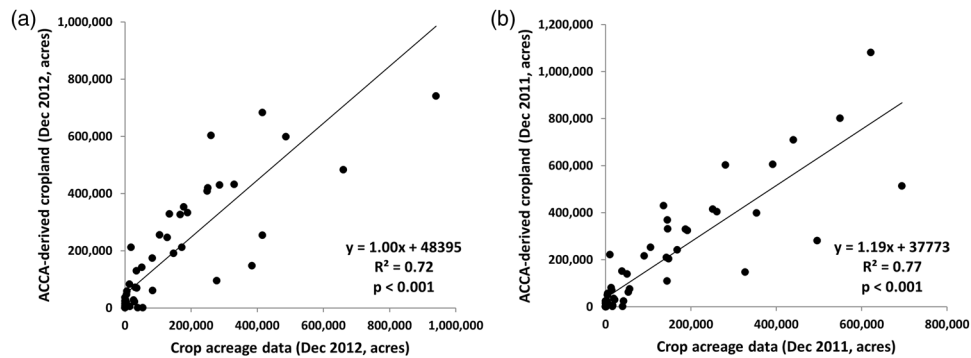 (a)
ACCA-derived cropland (Dec 2012, acres)
1,000,000
800,000
600,000
400,000
200,000
0
y = 1.00x + 48395
R² = 0.72
p < 0.001
0 200,000 400,000 600,000 800,000 1,000,000
Crop acreage data (Dec 2012, acres)
(b)
ACCA-derived cropland (Dec 2011, acres)
1,200,000
1,000,000
800,000
600,000
400,000
200,000
0
y = 1.19x + 37773
R² = 0.77
p < 0.001
0 200,000 400,000 600,000 800,000
Crop acreage data (Dec 2011, acres)